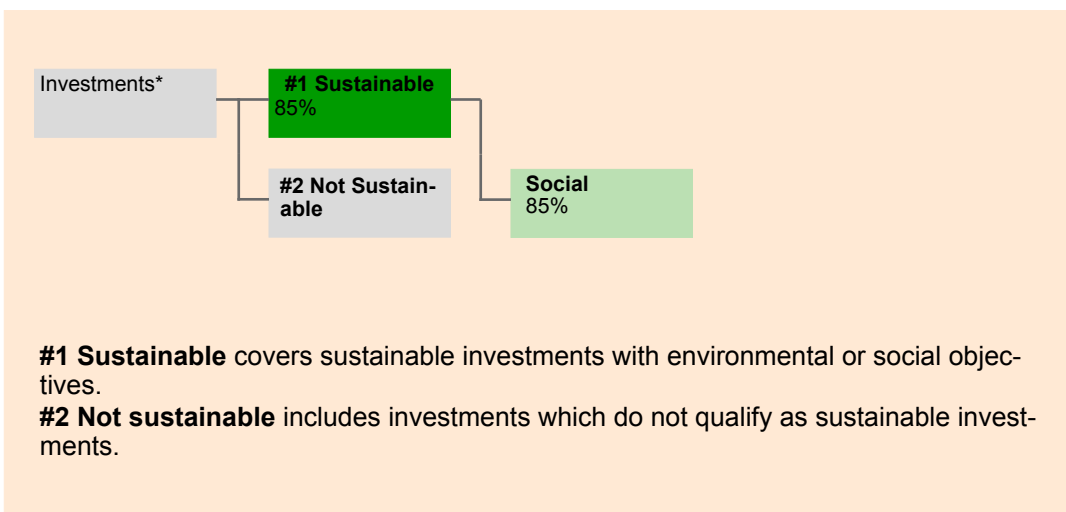 Investments*
#1 Sustainable
85%
#2 Not Sustain-
able
Social
85%
#1 Sustainable covers sustainable investments with environmental or social objec-
tives.
#2 Not sustainable includes investments which do not qualify as sustainable invest-
ments.